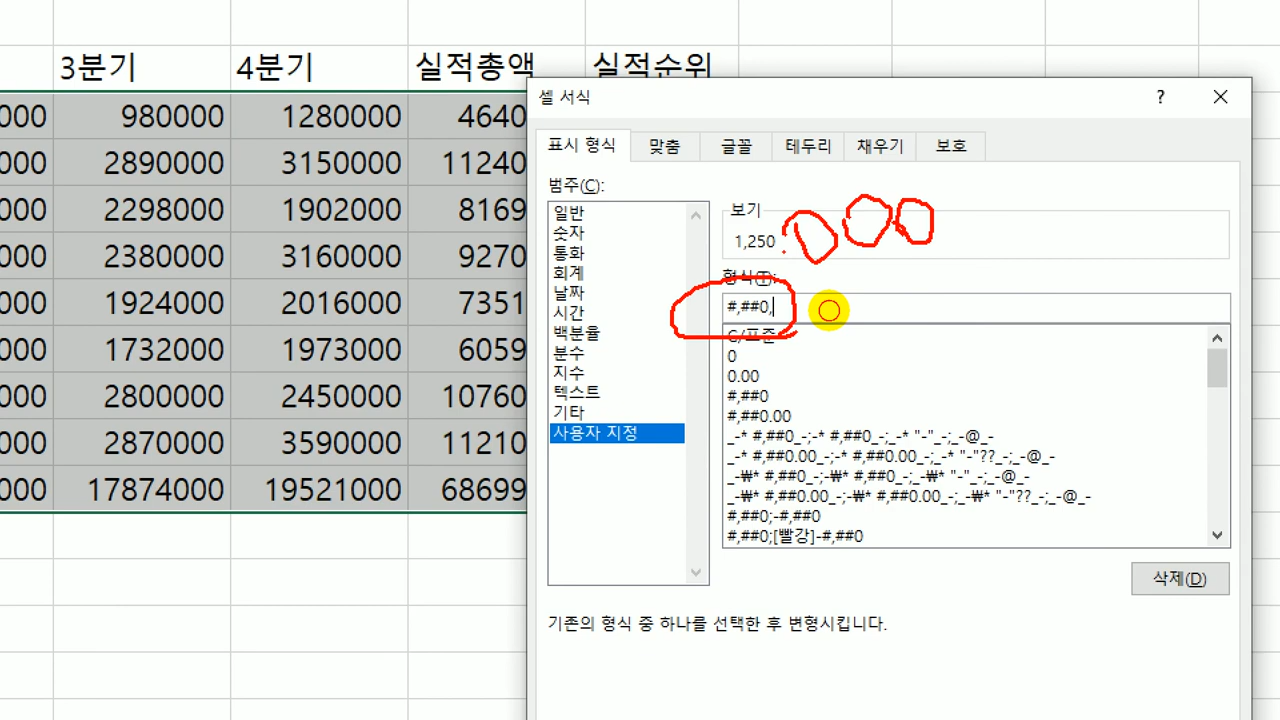 3분기 4분기 실적총액 실적순위
000 980000 1280000 4640
000 2890000 3150000 11240
000 2298000 1902000 8169
000 2380000 3160000 9270
000 1924000 2016000 7351
000 1732000 1973000 6059
000 2800000 2450000 10760
000 2870000 3590000 11210
000 17874000 19521000 68699
셀 서식 ?
표시 형식 맞춤 글꼴 테두리 채우기 보호
범주(C):
일반
숫자
통화
회계
날짜
시간
백분율
분수
지수
텍스트
기타
사용자 지정
보기
1,250
형식(T):
#,##0,
G/표준
0
0.00
#,##0
#,##0.00
_-* #,##0_-;-* #,##0_-;_-* "-"_-;_-@_-
_-* #,##0.00_-;-* #,##0.00_-;_-* "-"??_-;_-@_-
_-₩* #,##0_-;-₩* #,##0_-;_-₩* "-"_-;_-@_-
_-₩* #,##0.00_-;-₩* #,##0.00_-;_-₩* "-"??_-;_-@_-
#,##0;-#,##0
#,##0;[빨강]-#,##0
삭제(D)
기존의 형식 중 하나를 선택한 후 변형시킵니다.